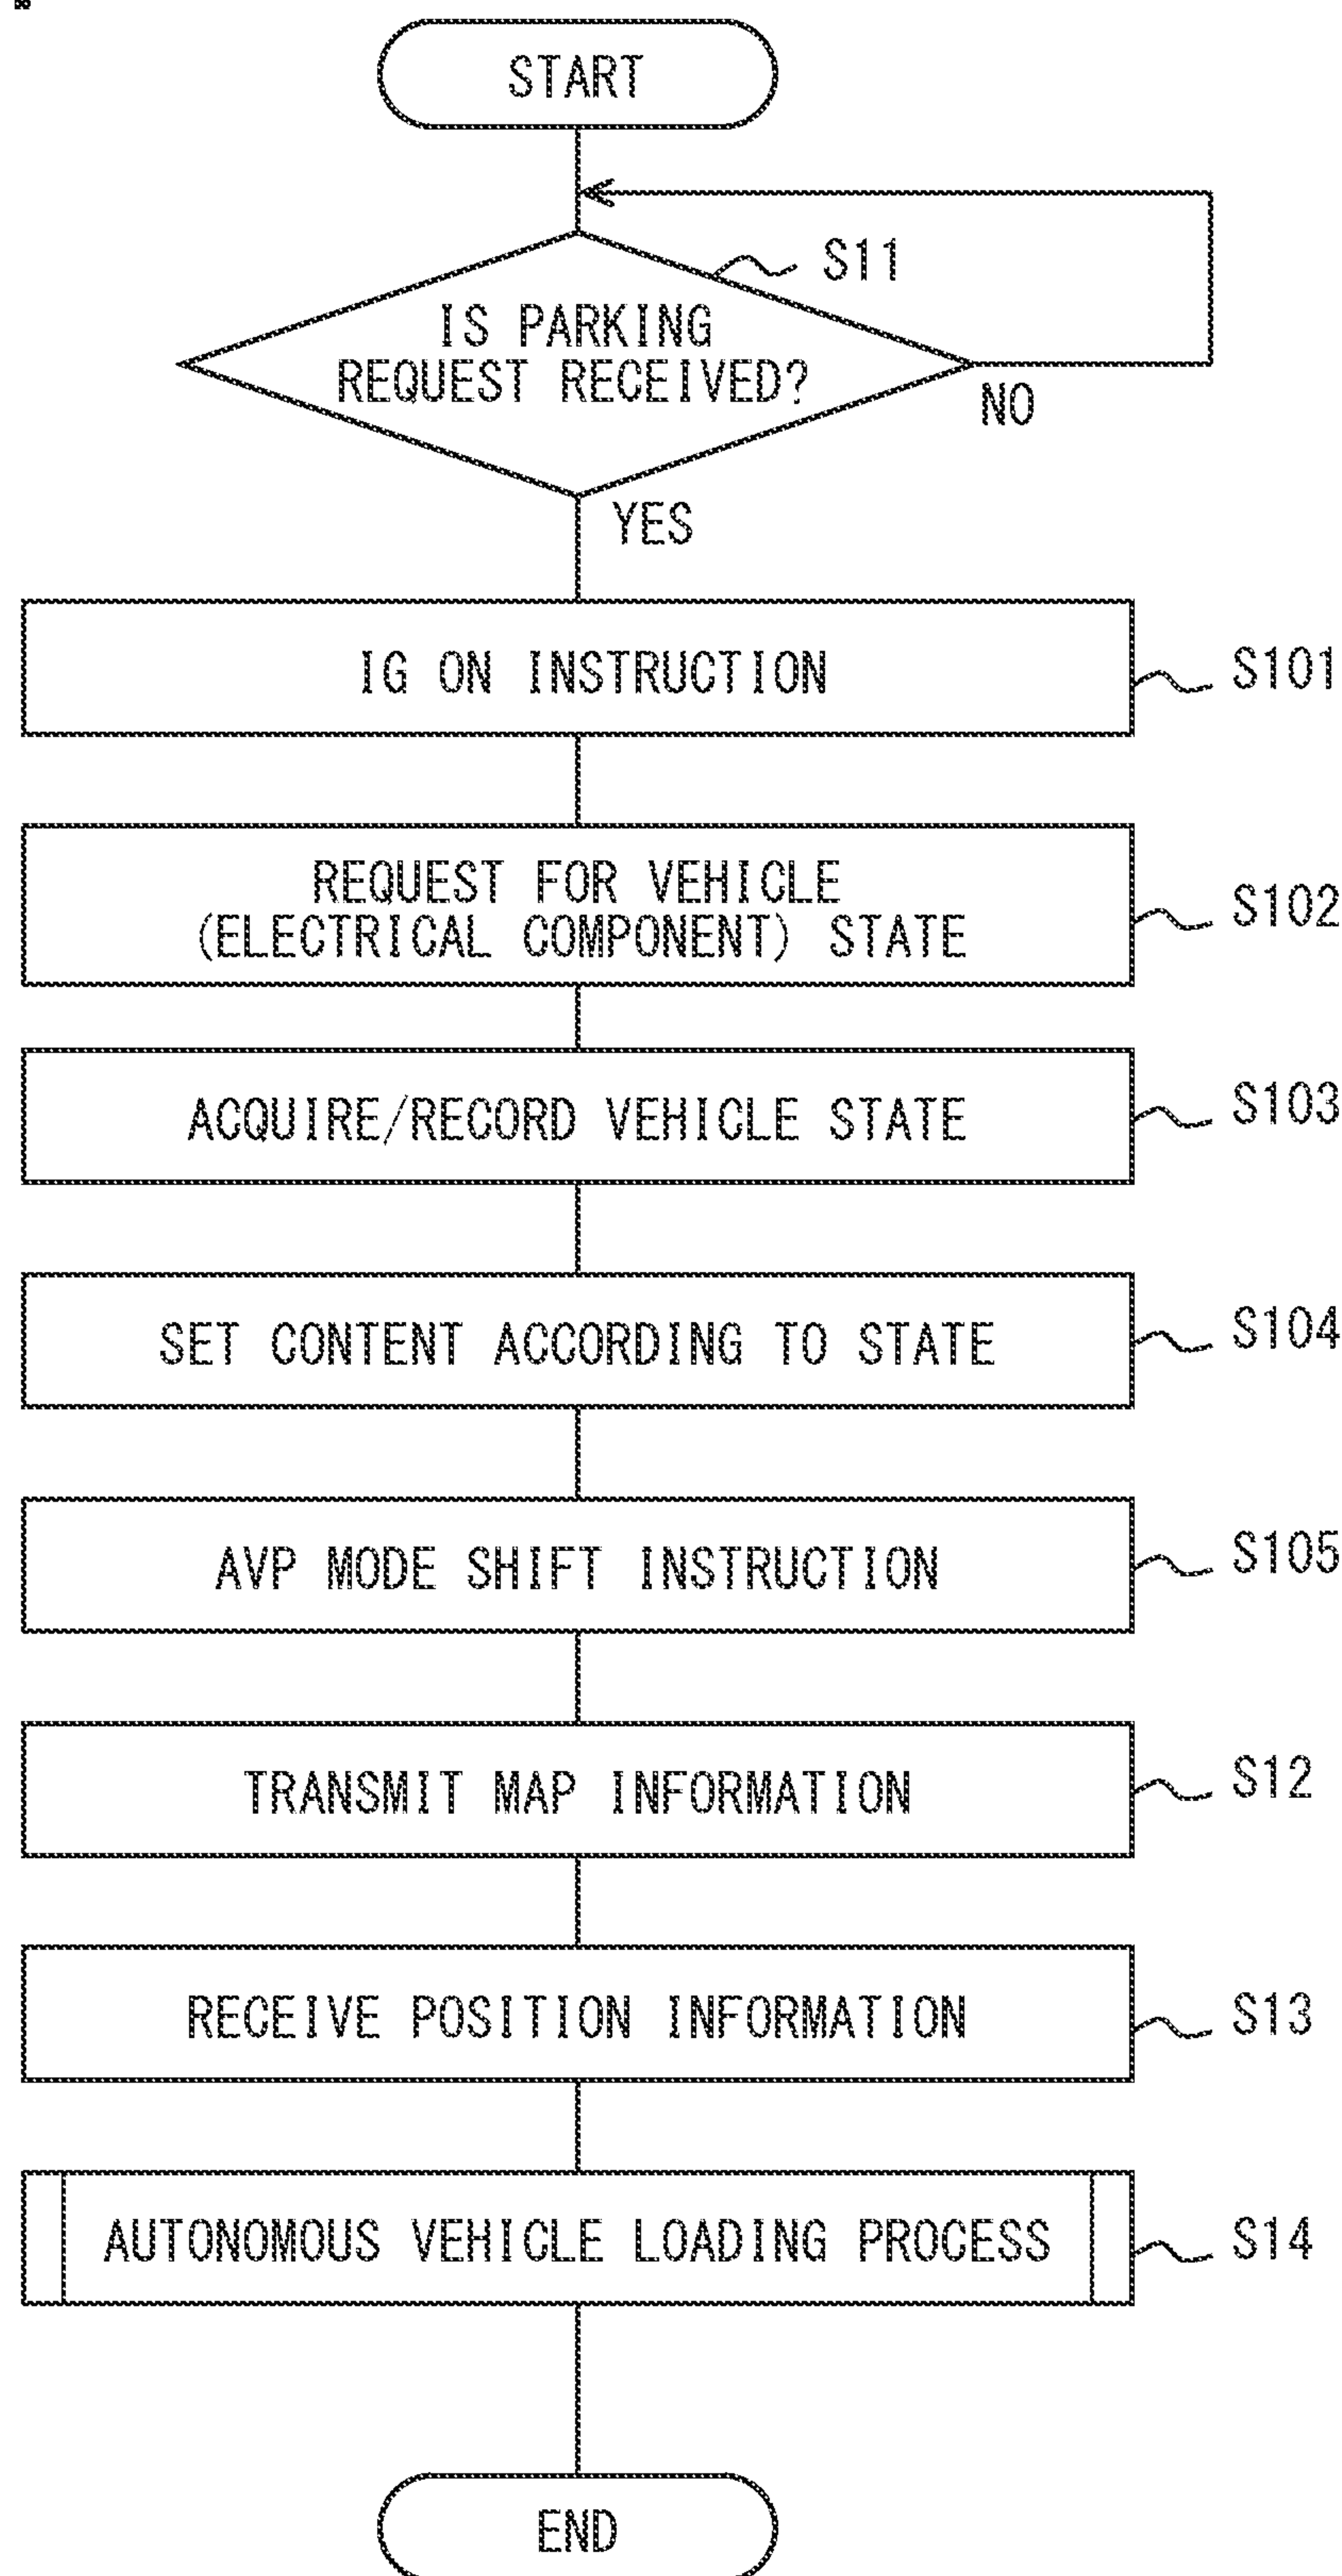 START
S11
IS PARKING
REQUEST RECEIVED?
NO
YES
IG ON INSTRUCTION
S101
REQUEST FOR VEHICLE
(ELECTRICAL COMPONENT) STATE
S102
ACQUIRE/RECORD VEHICLE STATE
S103
SET CONTENT ACCORDING TO STATE
S104
AVP MODE SHIFT INSTRUCTION
S105
TRANSMIT MAP INFORMATION
S12
RECEIVE POSITION INFORMATION
S13
AUTONOMOUS VEHICLE LOADING PROCESS
S14
END